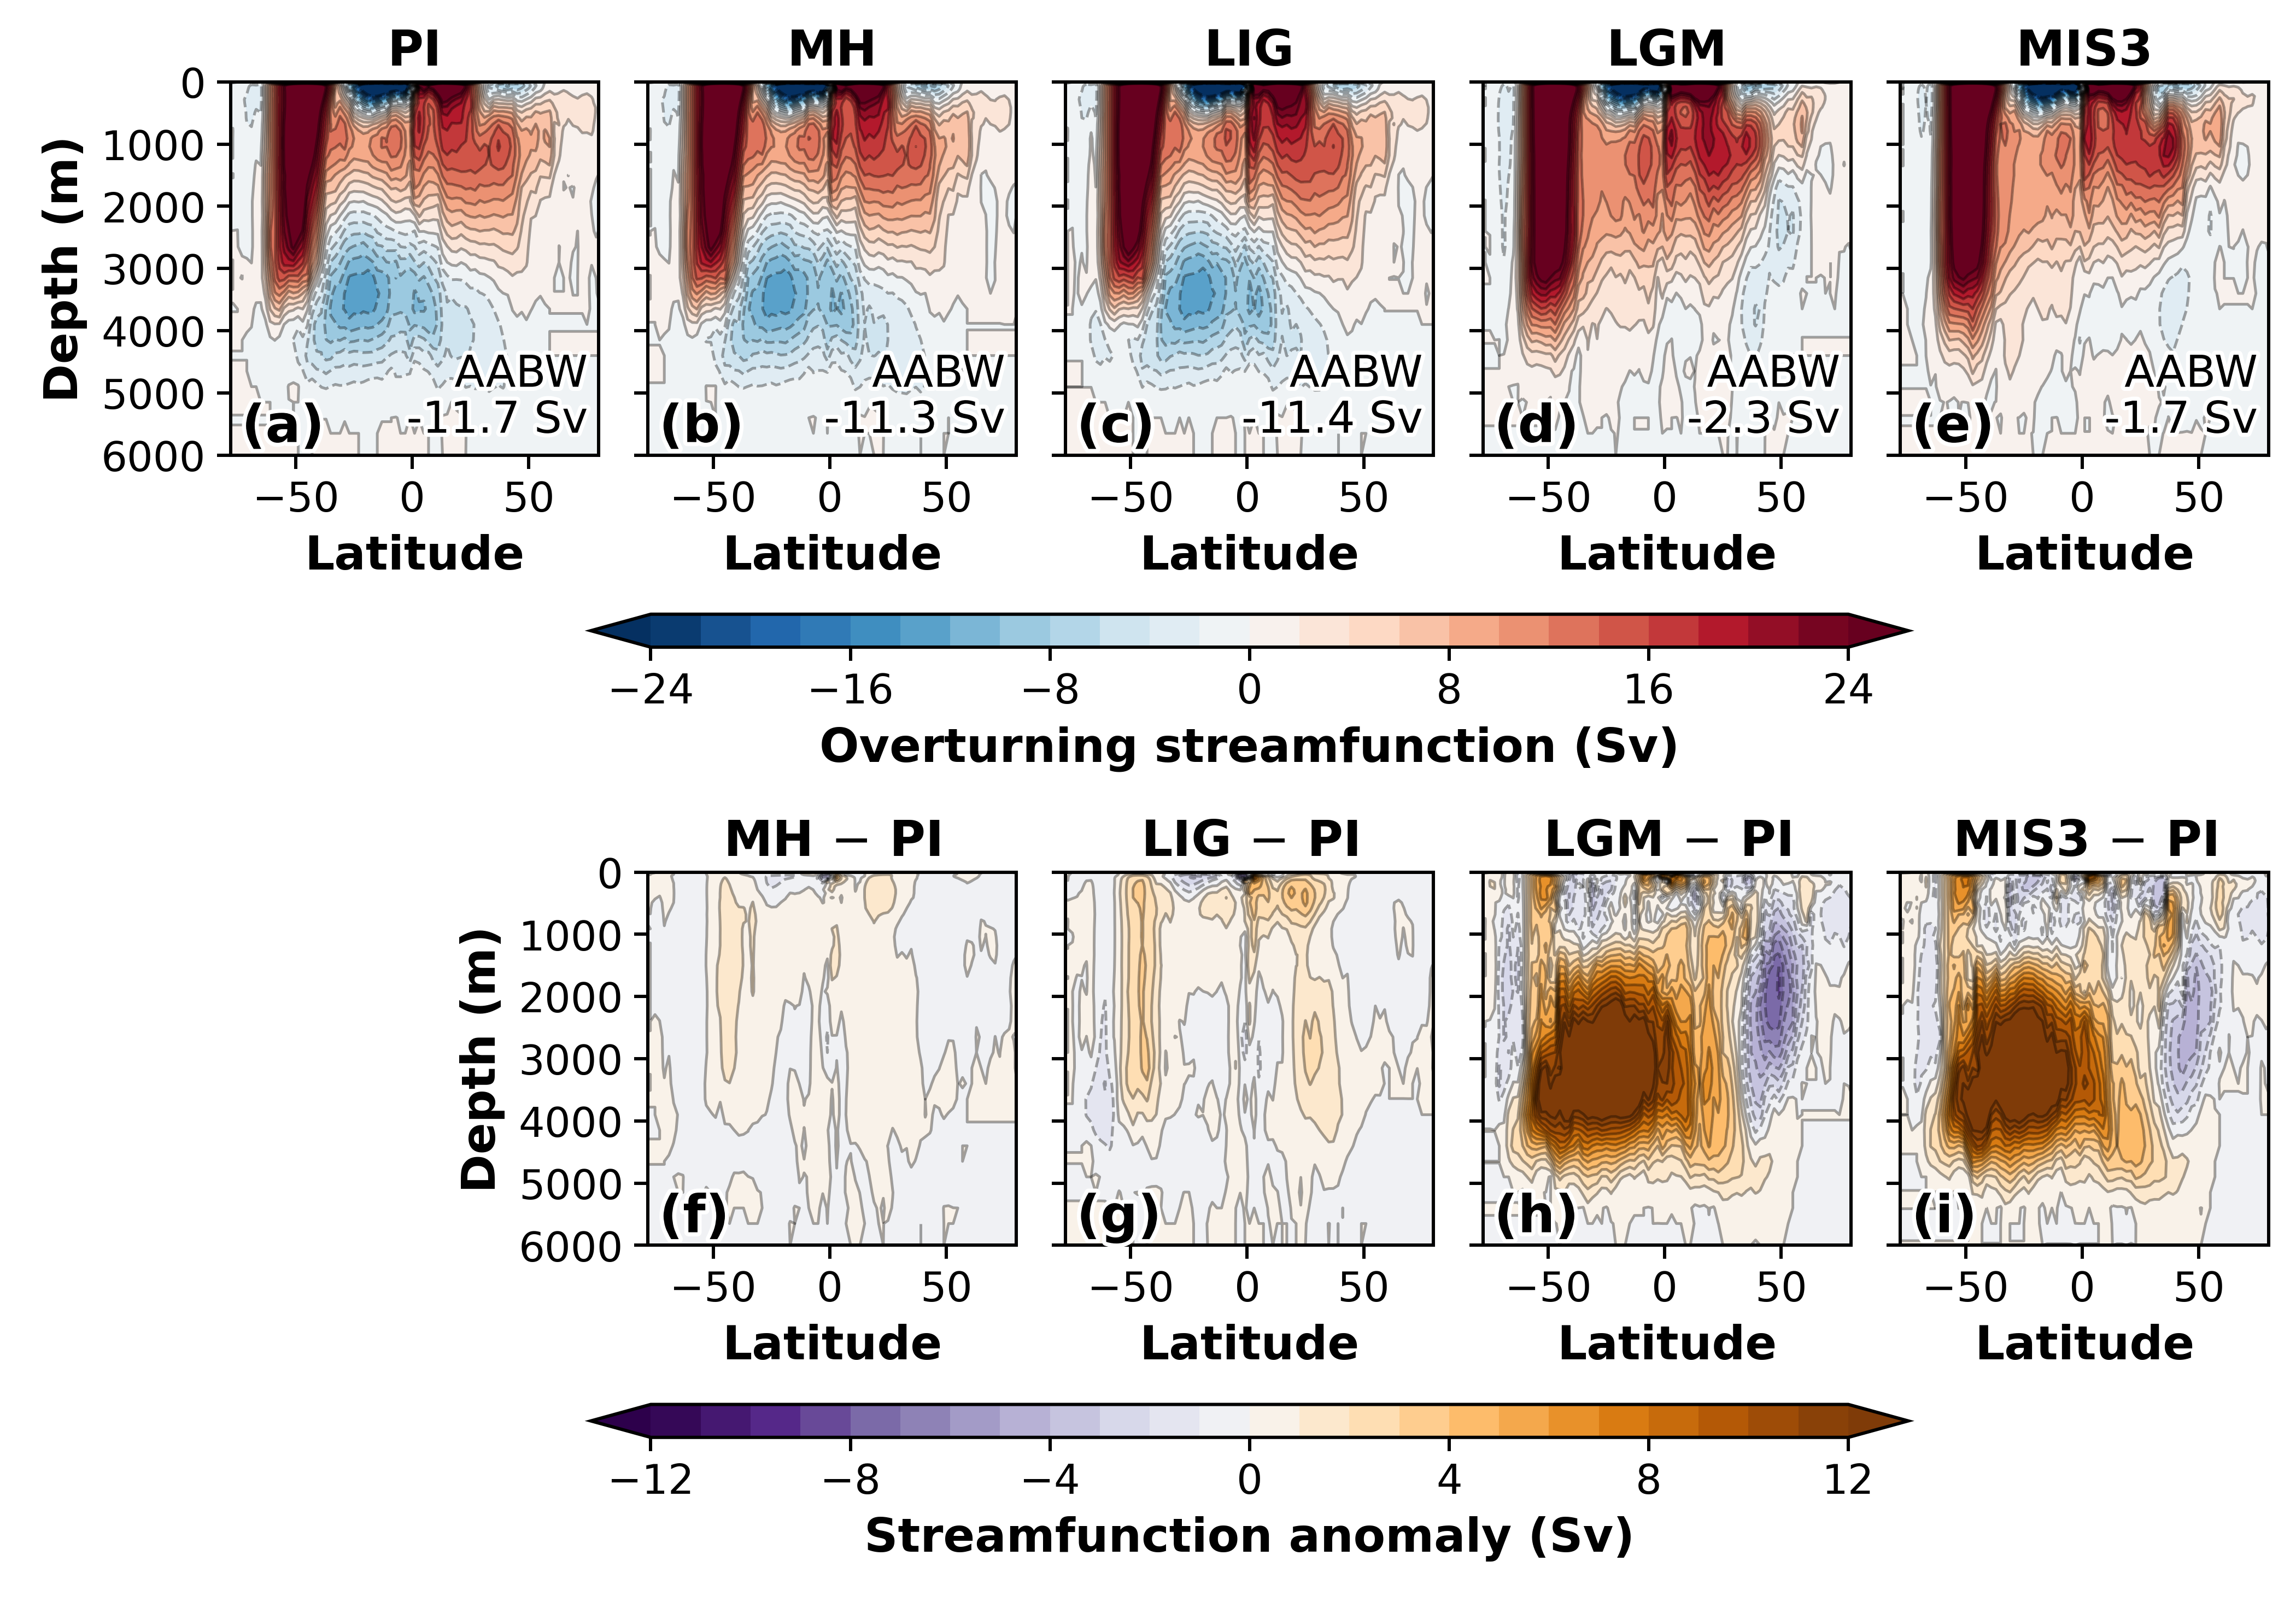 PI MH LIG LGM MIS3
0
1000
2000
3000
4000
5000
6000
Depth (m)
AABW
-11.7 Sv
(a)
AABW
-11.3 Sv
(b)
AABW
-11.4 Sv
(c)
AABW
-2.3 Sv
(d)
AABW
-1.7 Sv
(e)
−50 0 50 −50 0 50 −50 0 50 −50 0 50 −50 0 50
Latitude Latitude Latitude Latitude Latitude
−24 −16 −8 0 8 16 24
Overturning streamfunction (Sv)
MH − PI LIG − PI LGM − PI MIS3 − PI
0
1000
2000
3000
4000
5000
6000
Depth (m)
(f) (g) (h) (i)
−50 0 50 −50 0 50 −50 0 50 −50 0 50
Latitude Latitude Latitude Latitude
−12 −8 −4 0 4 8 12
Streamfunction anomaly (Sv)